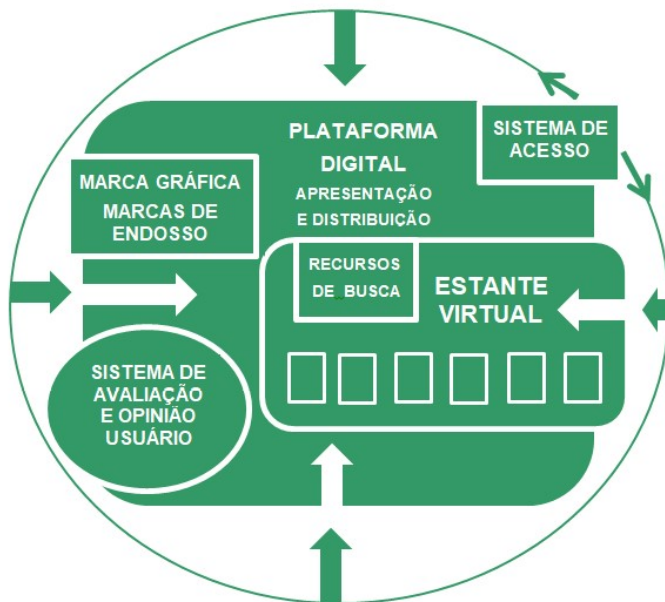 PLATAFORMA
DIGITAL
APRESENTAÇÃO
E DISTRIBUIÇÃO
SISTEMA DE
ACESSO
MARCA GRÁFICA
MARCAS DE
ENDOSSO
RECURSOS
DE BUSCA
ESTANTE
VIRTUAL
SISTEMA DE
AVALIAÇÃO
E OPINIÃO
USUÁRIO